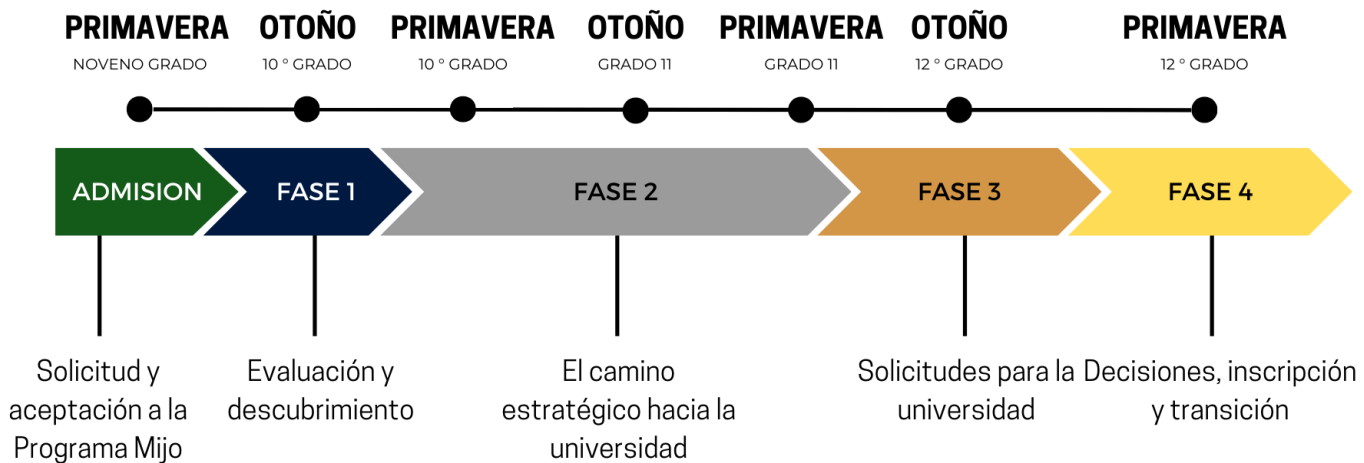 PRIMAVERA OTOÑO PRIMAVERA OTOÑO PRIMAVERA OTOÑO PRIMAVERA
NOVENO GRADO 10 ° GRADO 10 ° GRADO GRADO 11 GRADO 11 12 ° GRADO 12 ° GRADO
ADMISION FASE 1 FASE 2 FASE 3 FASE 4
Solicitud y
aceptación a la
Programa Mijo
Evaluación y
descubrimiento
El camino
estratégico hacia la
universidad
Solicitudes para la
universidad
Decisiones, inscripción
y transición